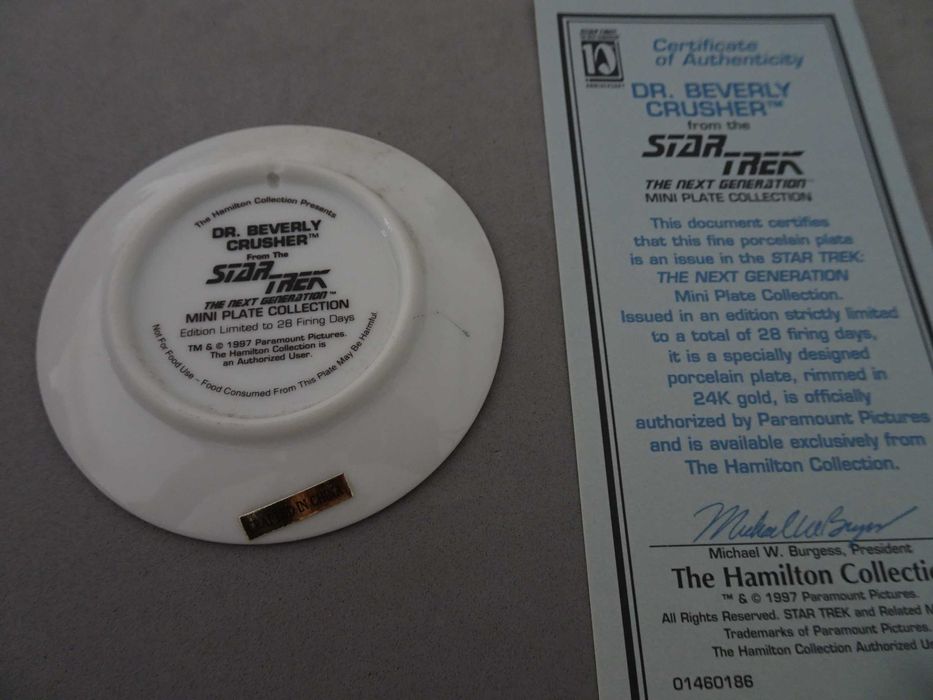 The Hamilton Collection Presents
DR. BEVERLY
CRUSHER™
From The
STAR TREK
THE NEXT GENERATION™
MINI PLATE COLLECTION
Edition Limited to 28 Firing Days
TM & © 1997 Paramount Pictures.
The Hamilton Collection is
an Authorized User.
Not For Food Use - Food Consumed From This Plate May Be Harmful
IN CHINA
ANNIVERSARY
Certificate
of Authenticity
DR. BEVERLY
CRUSHER™
from the
STAR TREK
THE NEXT GENERATION™
MINI PLATE COLLECTION
This document certifies
that this fine porcelain plate
is an issue in the STAR TREK:
THE NEXT GENERATION
Mini Plate Collection.
Issued in an edition strictly limited
to a total of 28 firing days,
it is a specially designed
porcelain plate, rimmed in
24K gold, is officially
authorized by Paramount Pictures
and is available exclusively from
The Hamilton Collection.
Michael W. Burgess, President
The Hamilton Collectio
™ & © 1997 Paramount Pictures.
All Rights Reserved. STAR TREK and Related M
Trademarks of Paramount Pictures.
The Hamilton Collection Authorized Us
01460186